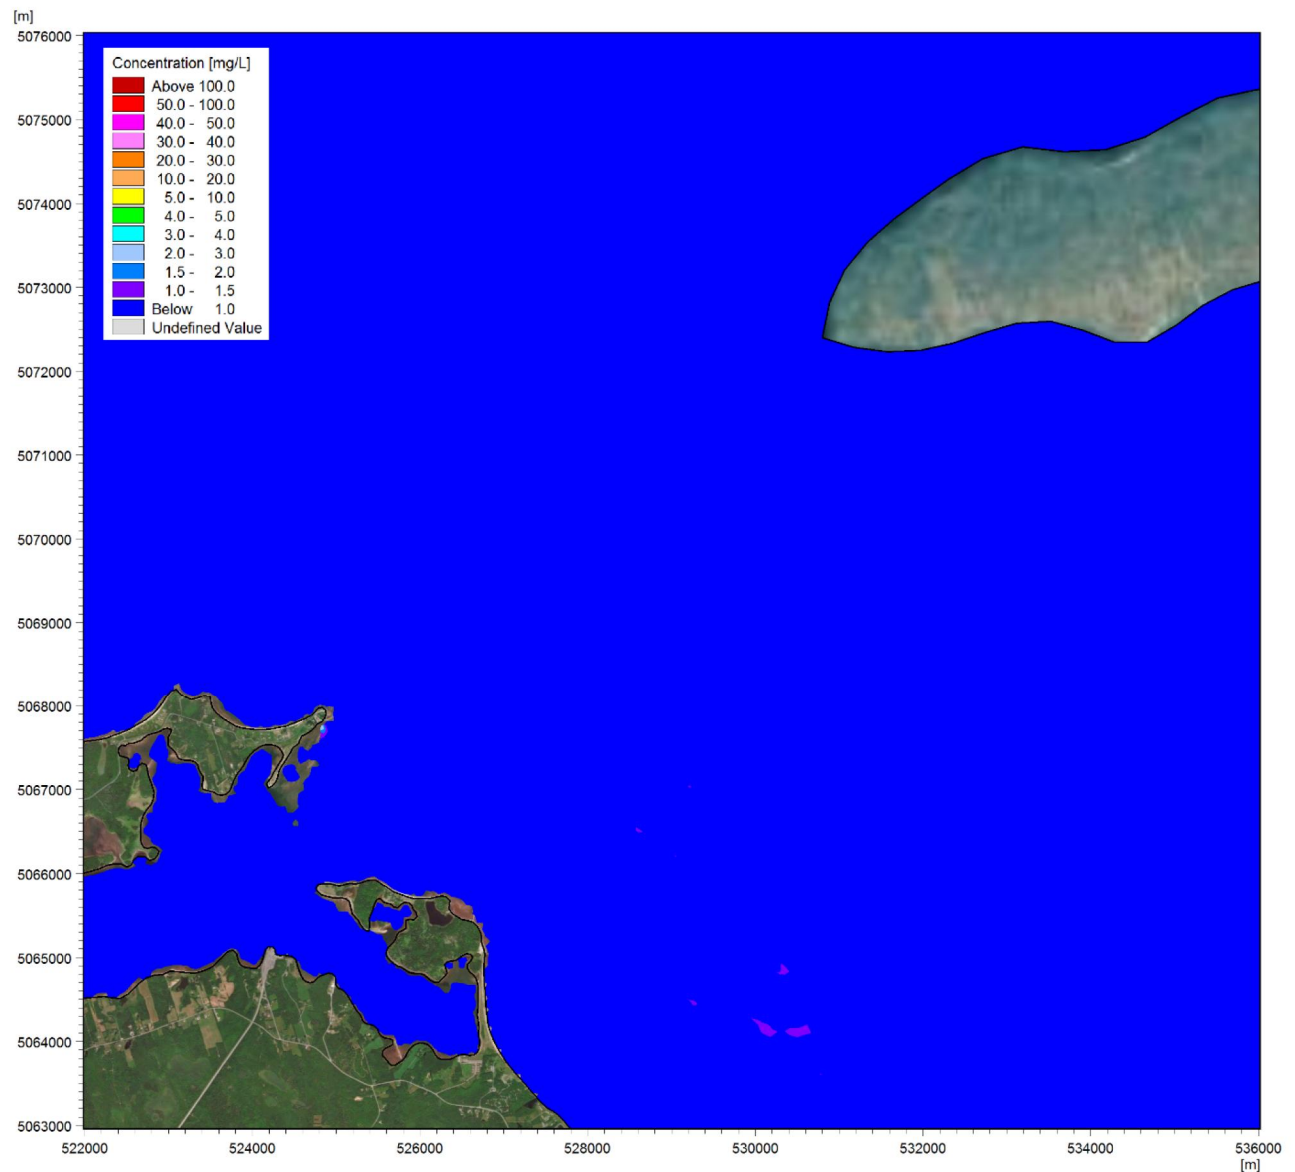 [m]
5076000
Concentration [mg/L]
Above 100.0
50.0 - 100.0
40.0 - 50.0
30.0 - 40.0
20.0 - 30.0
10.0 - 20.0
5.0 - 10.0
4.0 - 5.0
3.0 - 4.0
2.0 - 3.0
1.5 - 2.0
1.0 - 1.5
Below 1.0
Undefined Value
5075000
5074000
5073000
5072000
5071000
5070000
5069000
5068000
5067000
5066000
5065000
5064000
5063000
522000 524000 526000 528000 530000 532000 534000 536000
[m]